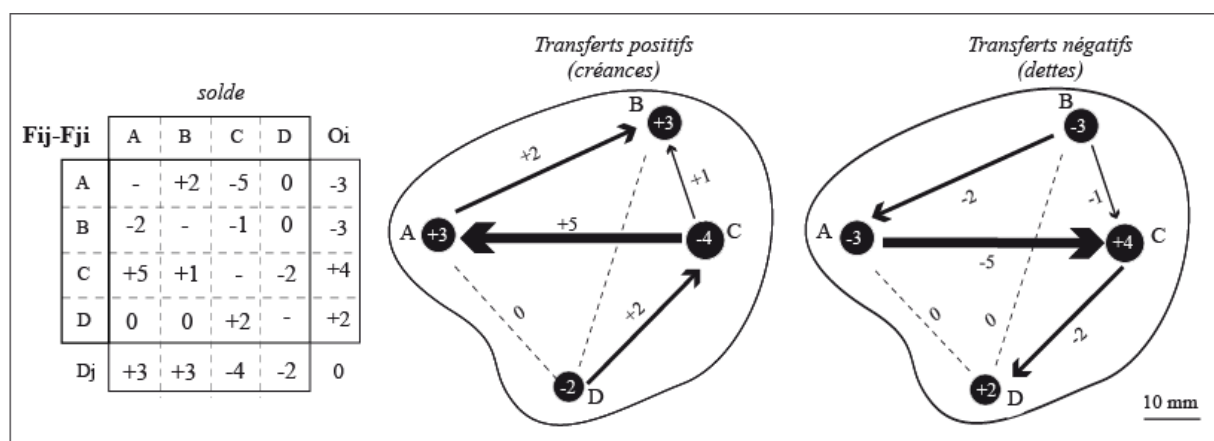 solde
Fij-Fji A B C D Oi
A - +2 -5 0 -3
B -2 - -1 0 -3
C +5 +1 - -2 +4
D 0 0 +2 - +2
Dj +3 +3 -4 -2 0
Transferts positifs
(créances)
B
+3
+2
+1
A +3
+5
-4 C
0
+2
-2 D
Transferts négatifs
(dettes)
B
-3
-2
-1
A -3
-5
+4 C
0
0
-2
+2
D
10 mm